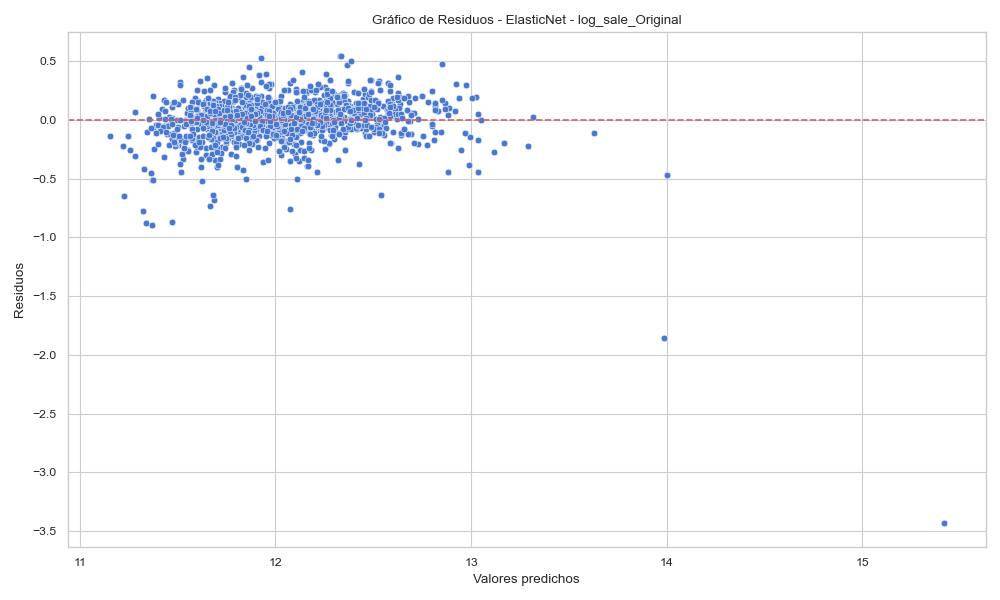 Gráfico de Residuos - ElasticNet - log_sale_Original
Residuos
0.5
0.0
−0.5
−1.0
−1.5
−2.0
−2.5
−3.0
−3.5
11 12 13 14 15
Valores predichos